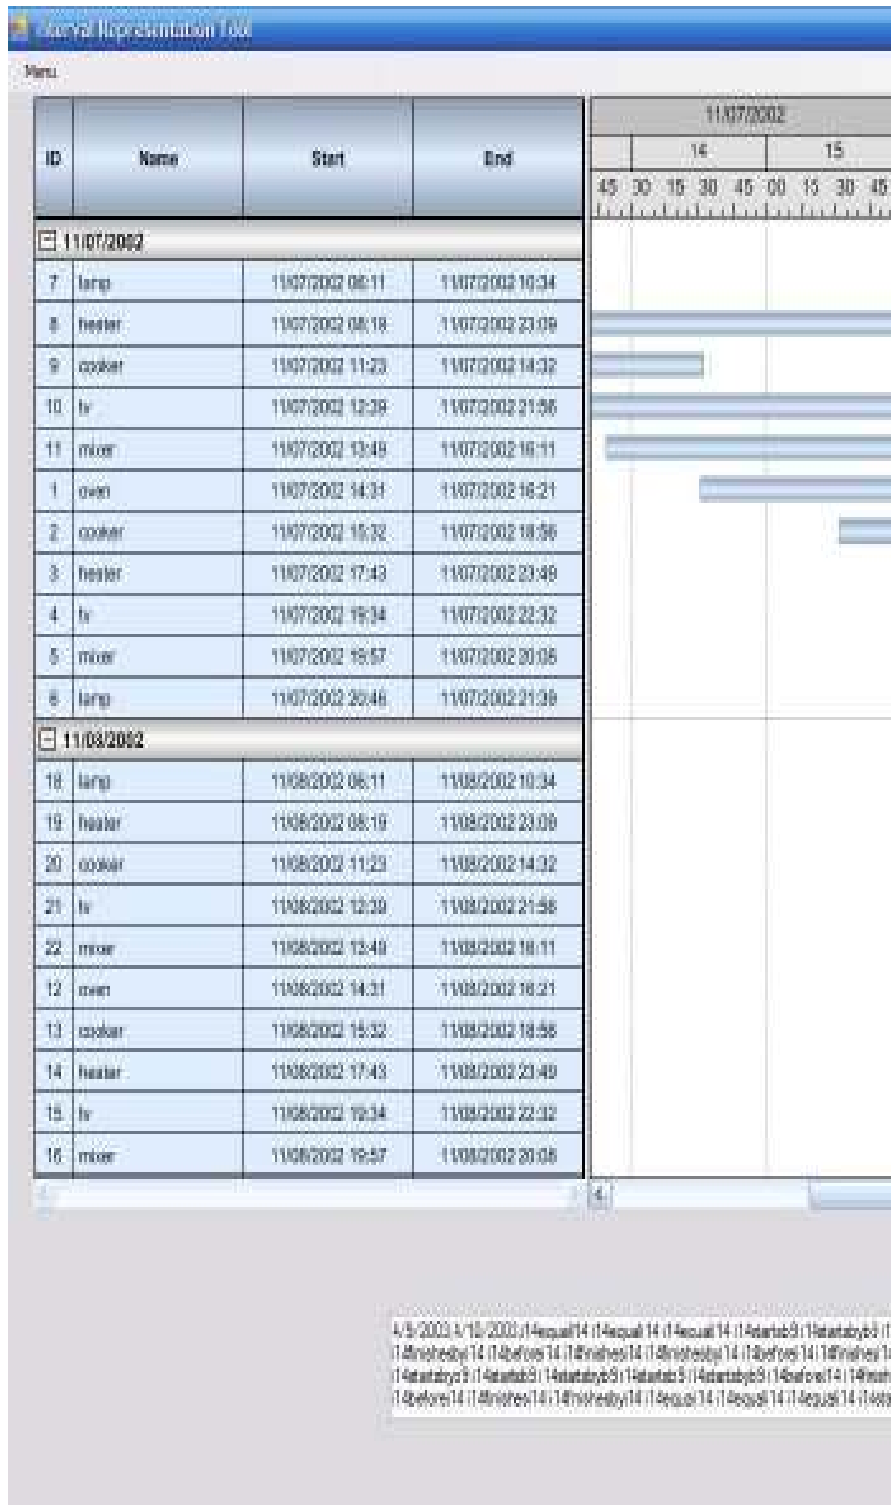 Interval Representation Tool
Menu
ID Name Start End
11/07/2002
14 15
45 30 15 30 45 00 15 30 45
11/07/2002
7 lamp 11/07/2002 06:11 11/07/2002 10:34
8 heater 11/07/2002 08:19 11/07/2002 23:09
9 cooker 11/07/2002 11:23 11/07/2002 14:32
10 tv 11/07/2002 12:39 11/07/2002 21:56
11 mixer 11/07/2002 13:49 11/07/2002 16:11
1 oven 11/07/2002 14:31 11/07/2002 16:21
2 cooker 11/07/2002 15:32 11/07/2002 18:56
3 heater 11/07/2002 17:43 11/07/2002 23:49
4 tv 11/07/2002 19:34 11/07/2002 22:32
5 mixer 11/07/2002 19:57 11/07/2002 20:08
6 lamp 11/07/2002 20:46 11/07/2002 21:39
11/08/2002
18 lamp 11/08/2002 06:11 11/08/2002 10:34
19 heater 11/08/2002 08:19 11/08/2002 23:09
20 cooker 11/08/2002 11:23 11/08/2002 14:32
21 tv 11/08/2002 12:39 11/08/2002 21:56
22 mixer 11/08/2002 13:49 11/08/2002 16:11
12 oven 11/08/2002 14:31 11/08/2002 16:21
13 cooker 11/08/2002 15:32 11/08/2002 18:56
14 heater 11/08/2002 17:43 11/08/2002 23:49
15 tv 11/08/2002 19:34 11/08/2002 22:32
16 mixer 11/08/2002 19:57 11/08/2002 20:08